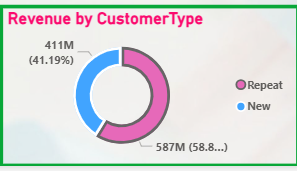 Revenue by CustomerType
411M
(41.19%)
Repeat
New
587M (58.8...)